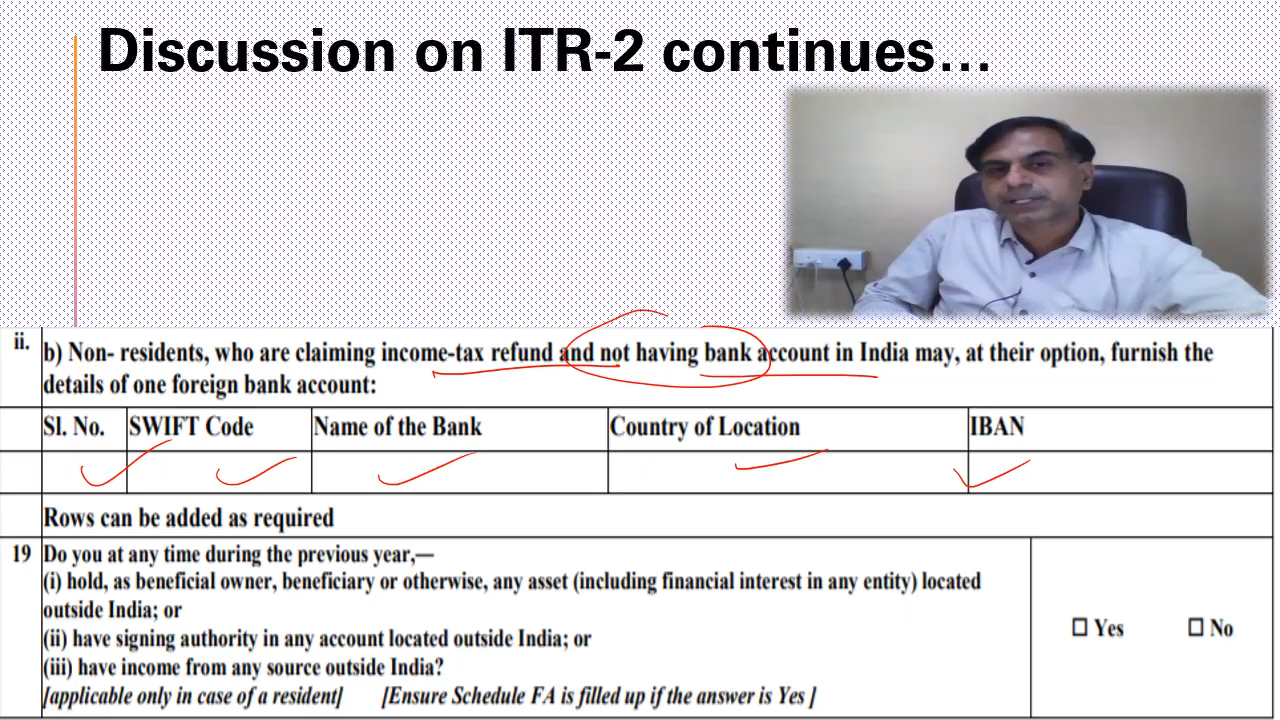 Discussion on ITR-2 continues…
ii.
b) Non- residents, who are claiming income-tax refund and not having bank account in India may, at their option, furnish the
details of one foreign bank account:
Sl. No. SWIFT Code Name of the Bank Country of Location IBAN
Rows can be added as required
19 Do you at any time during the previous year,—
(i) hold, as beneficial owner, beneficiary or otherwise, any asset (including financial interest in any entity) located
outside India; or
(ii) have signing authority in any account located outside India; or
☐ Yes ☐ No
(iii) have income from any source outside India?
[applicable only in case of a resident] [Ensure Schedule FA is filled up if the answer is Yes ]